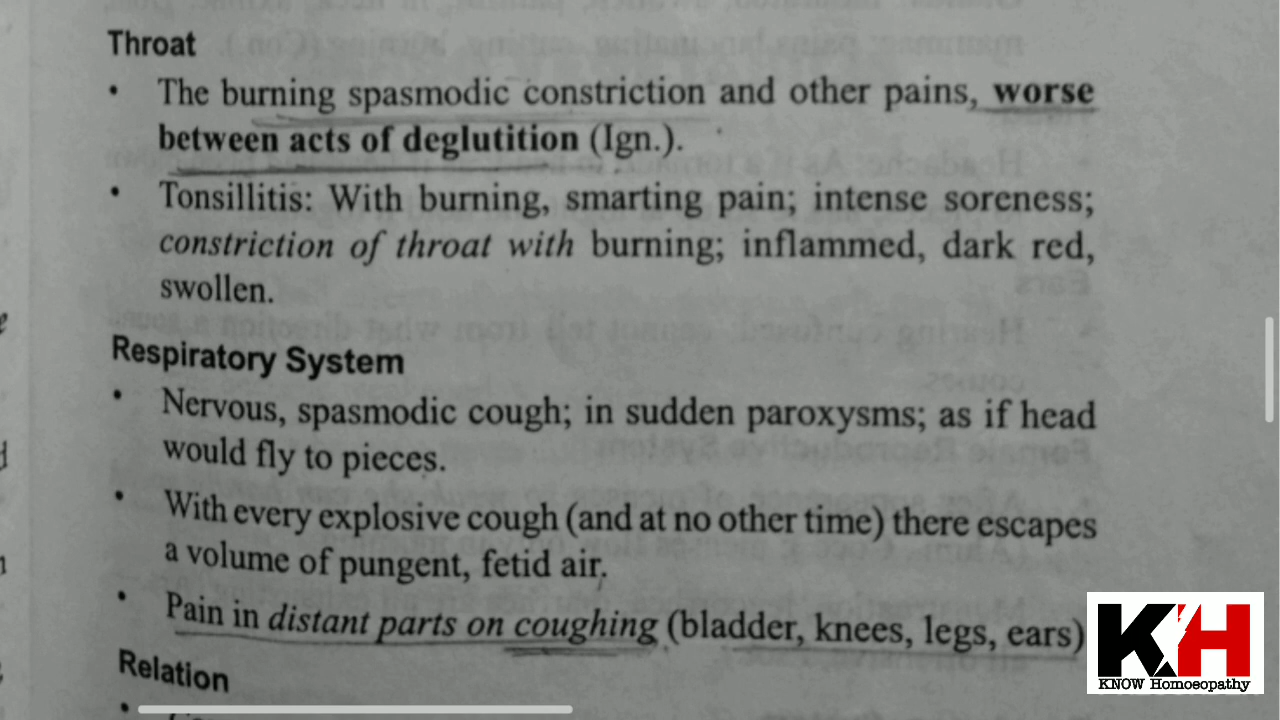 Throat
• The burning spasmodic constriction and other pains, worse
between acts of deglutition (Ign.).
• Tonsillitis: With burning, smarting pain; intense soreness;
constriction of throat with burning; inflammed, dark red,
swollen.
Respiratory System
• Nervous, spasmodic cough; in sudden paroxysms; as if head
would fly to pieces.
• With every explosive cough (and at no other time) there escapes
a volume of pungent, fetid air.
• Pain in distant parts on coughing (bladder, knees, legs, ears)
Relation
KH
KNOW Homoeopathy